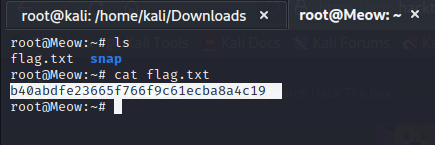 root@kali: /home/kali/Downloads
root@Meow: ~
root@Meow:~# ls
flag.txt snap
root@Meow:~# cat flag.txt
b40abdfe23665f766f9c61ecba8a4c19
root@Meow:~#